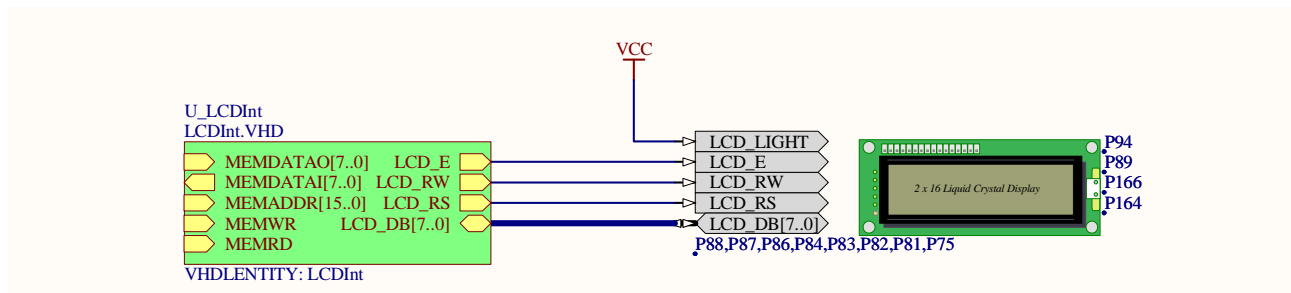 VCC
U_LCDInt
LCDInt.VHD
MEMDATAO[7..0] LCD_E
MEMDATAI[7..0] LCD_RW
MEMADDR[15..0] LCD_RS
MEMWR LCD_DB[7..0]
MEMRD
VHDLENTITY: LCDInt
LCD_LIGHT
LCD_E
LCD_RW
LCD_RS
LCD_DB[7..0]
P88,P87,P86,P84,P83,P82,P81,P75
2 x 16 Liquid Crystal Display
P94
P89
P166
P164